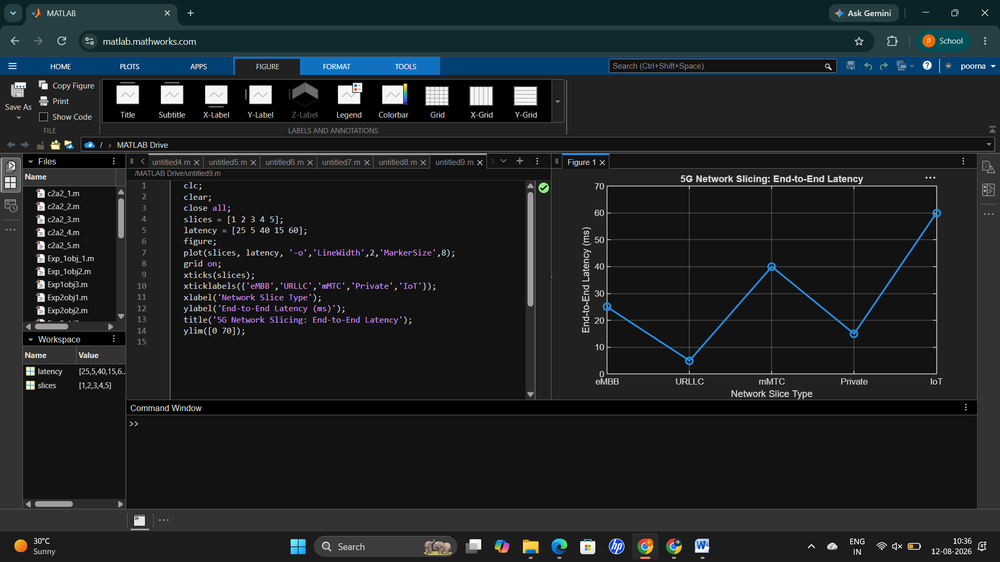 MATLAB
Ask Gemini
matlab.mathworks.com
P School
HOME PLOTS APPS FIGURE FORMAT TOOLS
Search (Ctrl+Shift+Space)
poorna
Save As
Copy Figure
Print
Show Code
FILE
Title Subtitle X-Label Y-Label Z-Label Legend Colorbar Grid X-Grid Y-Grid
LABELS AND ANNOTATIONS
/ › MATLAB Drive
Files
Name
c2a2_1.m
c2a2_2.m
c2a2_3.m
c2a2_4.m
c2a2_5.m
Exp_1obj_1.m
Exp_1obj2.m
Exp1obj3.m
Exp2obj1.m
Exp2obj2.m
Workspace
Name Value
latency [25,5,40,15,6...
slices [1,2,3,4,5]
untitled4.m untitled5.m untitled6.m untitled7.m untitled8.m untitled9.m
/MATLAB Drive/untitled9.m
1 clc;
2 clear;
3 close all;
4 slices = [1 2 3 4 5];
5 latency = [25 5 40 15 60];
6 figure;
7 plot(slices, latency, '-o','LineWidth',2,'MarkerSize',8);
8 grid on;
9 xticks(slices);
10 xticklabels({'eMBB','URLLC','mMTC','Private','IoT'});
11 xlabel('Network Slice Type');
12 ylabel('End-to-End Latency (ms)');
13 title('5G Network Slicing: End-to-End Latency');
14 ylim([0 70]);
15
Figure 1
5G Network Slicing: End-to-End Latency
End-to-End Latency (ms)
70
60
50
40
30
20
10
0
eMBB URLLC mMTC Private IoT
Network Slice Type
Command Window
>>
30°C
Sunny
Search
hp
ENG
IN
10:36
12-08-2026